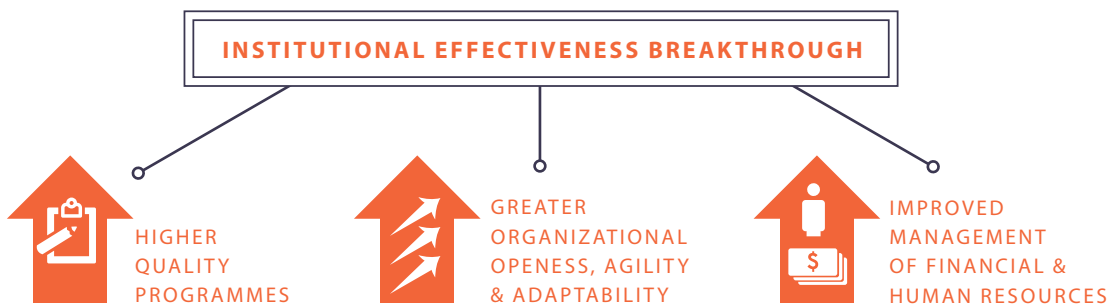 INSTITUTIONAL EFFECTIVENESS BREAKTHROUGH
HIGHER
QUALITY
PROGRAMMES
GREATER
ORGANIZATIONAL
OPENESS, AGILITY
& ADAPTABILITY
$
IMPROVED
MANAGEMENT
OF FINANCIAL &
HUMAN RESOURCES